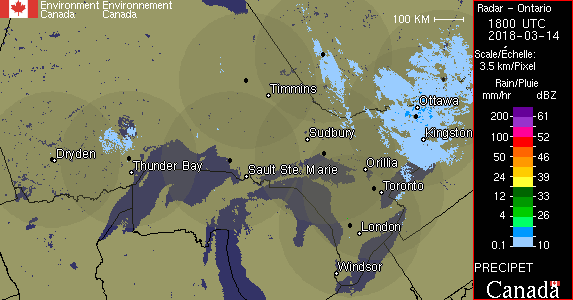 Environment Environnement
Canada Canada
100 KM
Timmins
Ottawa
Sudbury
Kingston
Dryden
Thunder Bay
Sault Ste. Marie
Orillia
Toronto
London
Windsor
Radar - Ontario
1800 UTC
2018-03-14
Scale/Échelle:
3.5 km/Pixel
Rain/Pluie
mm/hr dBZ
200 61
100 52
50 46
24 39
12 33
4 26
0.1 10
PRECIPET
Canada